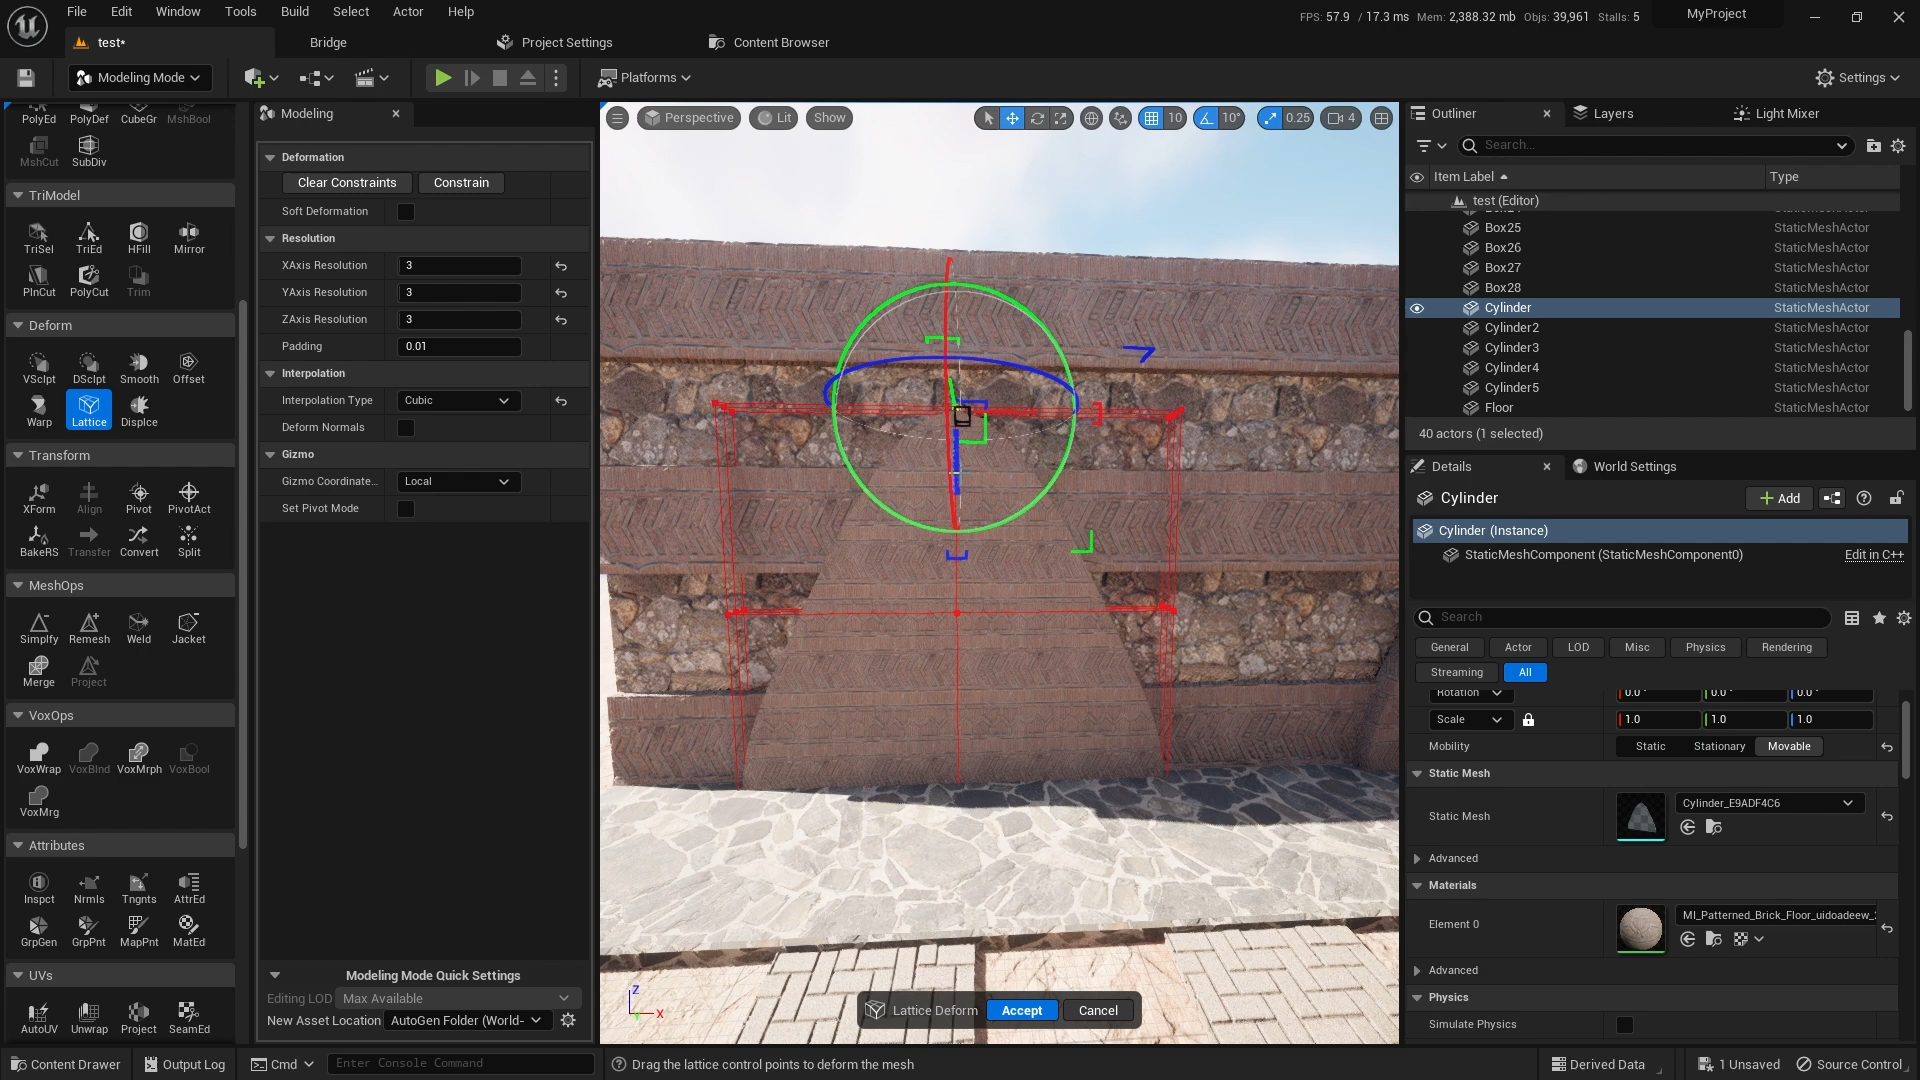 File Edit Window Tools Build Select Actor Help
FPS: 57.9 / 17.3 ms Mem: 2,388.32 mb Objs: 39,961 Stalls: 5
MyProject
test*
Bridge
Project Settings
Content Browser
Modeling Mode
Platforms
Settings
PolyEd PolyDef CubeGr MshBool
MshCut SubDiv
TriModel
TriSel TriEd HFill Mirror
PlnCut PolyCut Trim
Deform
VSclpt DSclpt Smooth Offset
Warp Lattice Displce
Transform
XForm Align Pivot PivotAct
BakeRS Transfer Convert Split
MeshOps
Simplfy Remesh Weld Jacket
Merge Project
VoxOps
VoxWrap VoxBlnd VoxMrph VoxBool
VoxMrg
Attributes
Inspct Nrmls Tngnts AttrEd
GrpGen GrpPnt MapPnt MatEd
UVs
AutoUV Unwrap Project SeamEd
Modeling
Deformation
Clear Constraints Constrain
Soft Deformation
Resolution
XAxis Resolution 3
YAxis Resolution 3
ZAxis Resolution 3
Padding 0.01
Interpolation
Interpolation Type Cubic
Deform Normals
Gizmo
Gizmo Coordinate... Local
Set Pivot Mode
Modeling Mode Quick Settings
Editing LOD Max Available
New Asset Location AutoGen Folder (World-
Perspective Lit Show
10 10° 0.25 4
Z
X
Y
Lattice Deform Accept Cancel
Outliner
Layers
Light Mixer
Search...
Item Label Type
test (Editor)
Box25 StaticMeshActor
Box26 StaticMeshActor
Box27 StaticMeshActor
Box28 StaticMeshActor
Cylinder StaticMeshActor
Cylinder2 StaticMeshActor
Cylinder3 StaticMeshActor
Cylinder4 StaticMeshActor
Cylinder5 StaticMeshActor
Floor StaticMeshActor
40 actors (1 selected)
Details
World Settings
Cylinder
Add
Cylinder (Instance)
StaticMeshComponent (StaticMeshComponent0) Edit in C++
Search
General Actor LOD Misc Physics Rendering
Streaming All
Rotation 0.0° 0.0° 0.0°
Scale 1.0 1.0 1.0
Mobility Static Stationary Movable
Static Mesh
Static Mesh Cylinder_E9ADF4C6
Advanced
Materials
Element 0 MI_Patterned_Brick_Floor_uidoadeew_
Advanced
Physics
Simulate Physics
Content Drawer Output Log Cmd Enter Console Command
Drag the lattice control points to deform the mesh
Derived Data 1 Unsaved Source Control